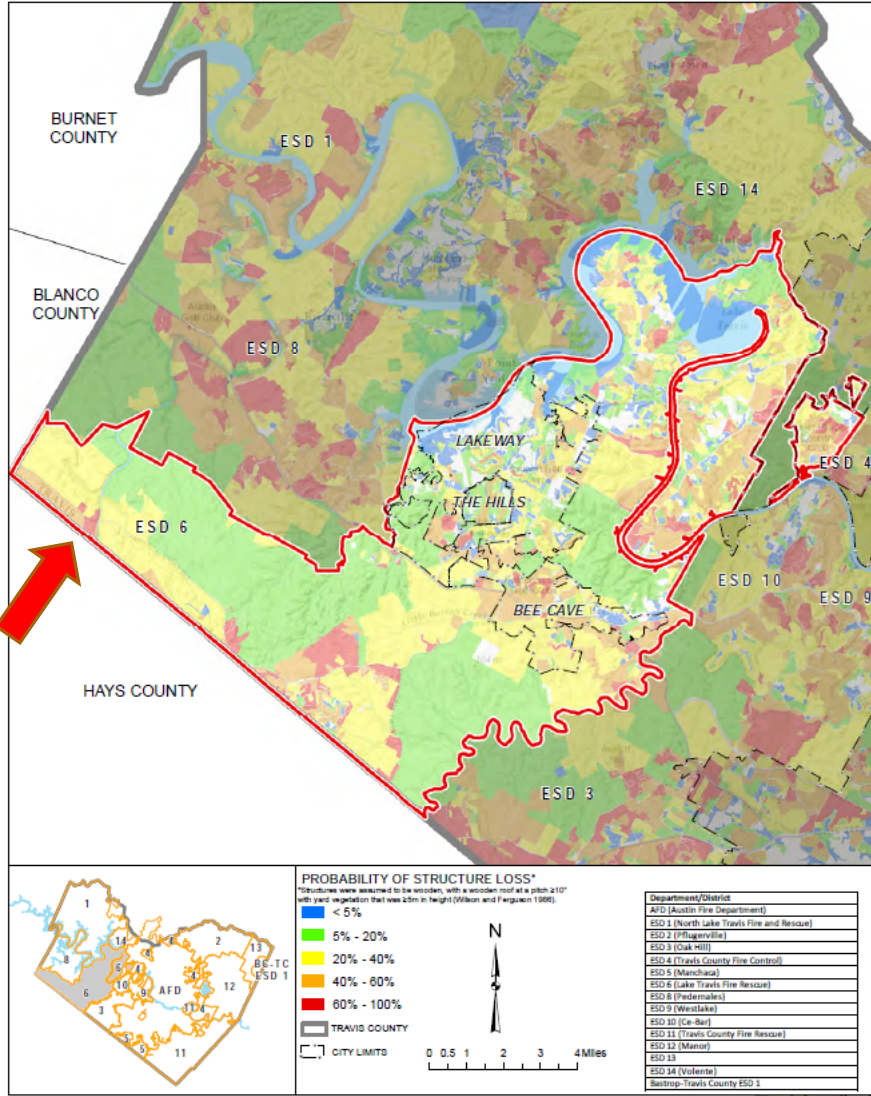 BURNET
COUNTY
ESD 1
ESD 14
BLANCO
COUNTY
ESD 8
LAKEWAY
ESD 4
THE HILLS
TRAVIS
ESD 6
ESD 10
ESD 9
BEE CAVE
HAYS COUNTY
ESD 3
PROBABILITY OF STRUCTURE LOSS*
*Structures were assumed to be wooden, with a wooden roof at a pitch ≥10°
with yard vegetation that was ≥5m in height (Wilson and Ferguson 1986).
< 5%
5% - 20%
20% - 40%
40% - 60%
60% - 100%
TRAVIS COUNTY
CITY LIMITS
N
0 0.5 1 2 3 4 Miles
1
14
4
4
2
13
8
6
4
4
BC-TC
ESD 1
6
10
9
AFD
12
3
11
4
5
5
11
Department/District
AFD (Austin Fire Department)
ESD 1 (North Lake Travis Fire and Rescue)
ESD 2 (Pflugerville)
ESD 3 (Oak Hill)
ESD 4 (Travis County Fire Control)
ESD 5 (Manchaca)
ESD 6 (Lake Travis Fire Rescue)
ESD 8 (Pedernales)
ESD 9 (Westlake)
ESD 10 (Ce-Bar)
ESD 11 (Travis County Fire Rescue)
ESD 12 (Manor)
ESD 13
ESD 14 (Volente)
Bastrop-Travis County ESD 1